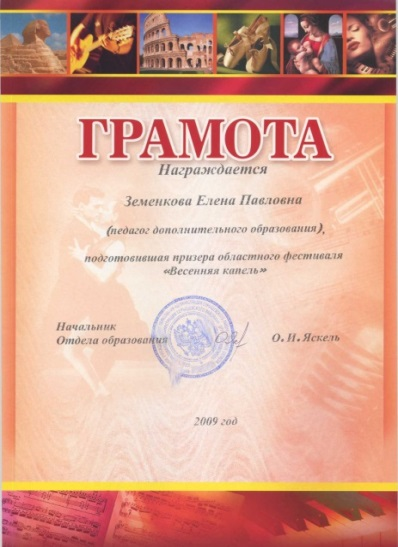 ГРАМОТА
Награждается
Земенкова Елена Павловна
(педагог дополнительного образования),
подготовившая призера областного фестиваля
«Весенняя капель»
Начальник
Отдела образования О. И. Яскель
2009 год